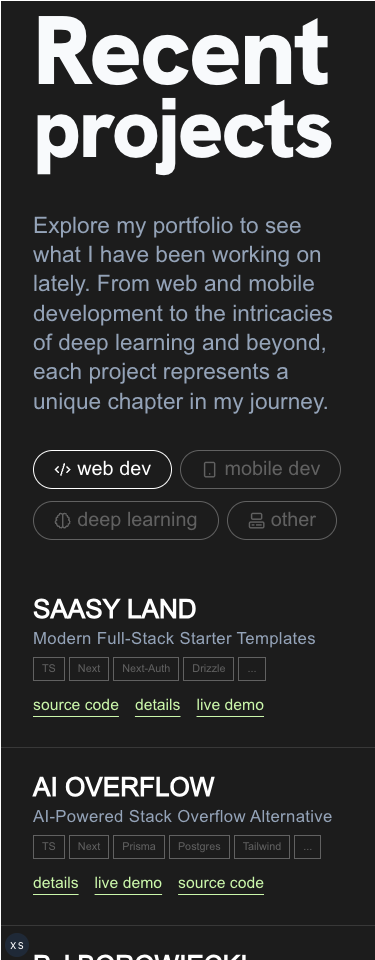 Recent
projects
Explore my portfolio to see
what I have been working on
lately. From web and mobile
development to the intricacies
of deep learning and beyond,
each project represents a
unique chapter in my journey.
web dev mobile dev
deep learning other
SAASY LAND
Modern Full-Stack Starter Templates
TS Next Next-Auth Drizzle ...
source code details live demo
AI OVERFLOW
AI-Powered Stack Overflow Alternative
TS Next Prisma Postgres Tailwind ...
details live demo source code
xs